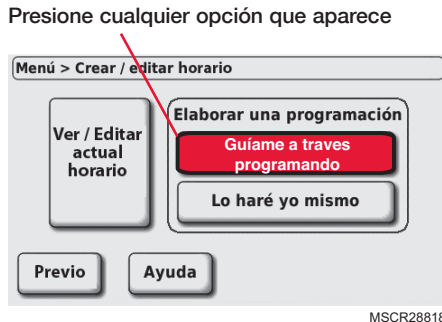 Presione cualquier opción que aparece
Menú > Crear / editar horario
Ver / Editar
actual
horario
Elaborar una programación
Guíame a traves
programando
Lo haré yo mismo
Previo
Ayuda
MSCR28818